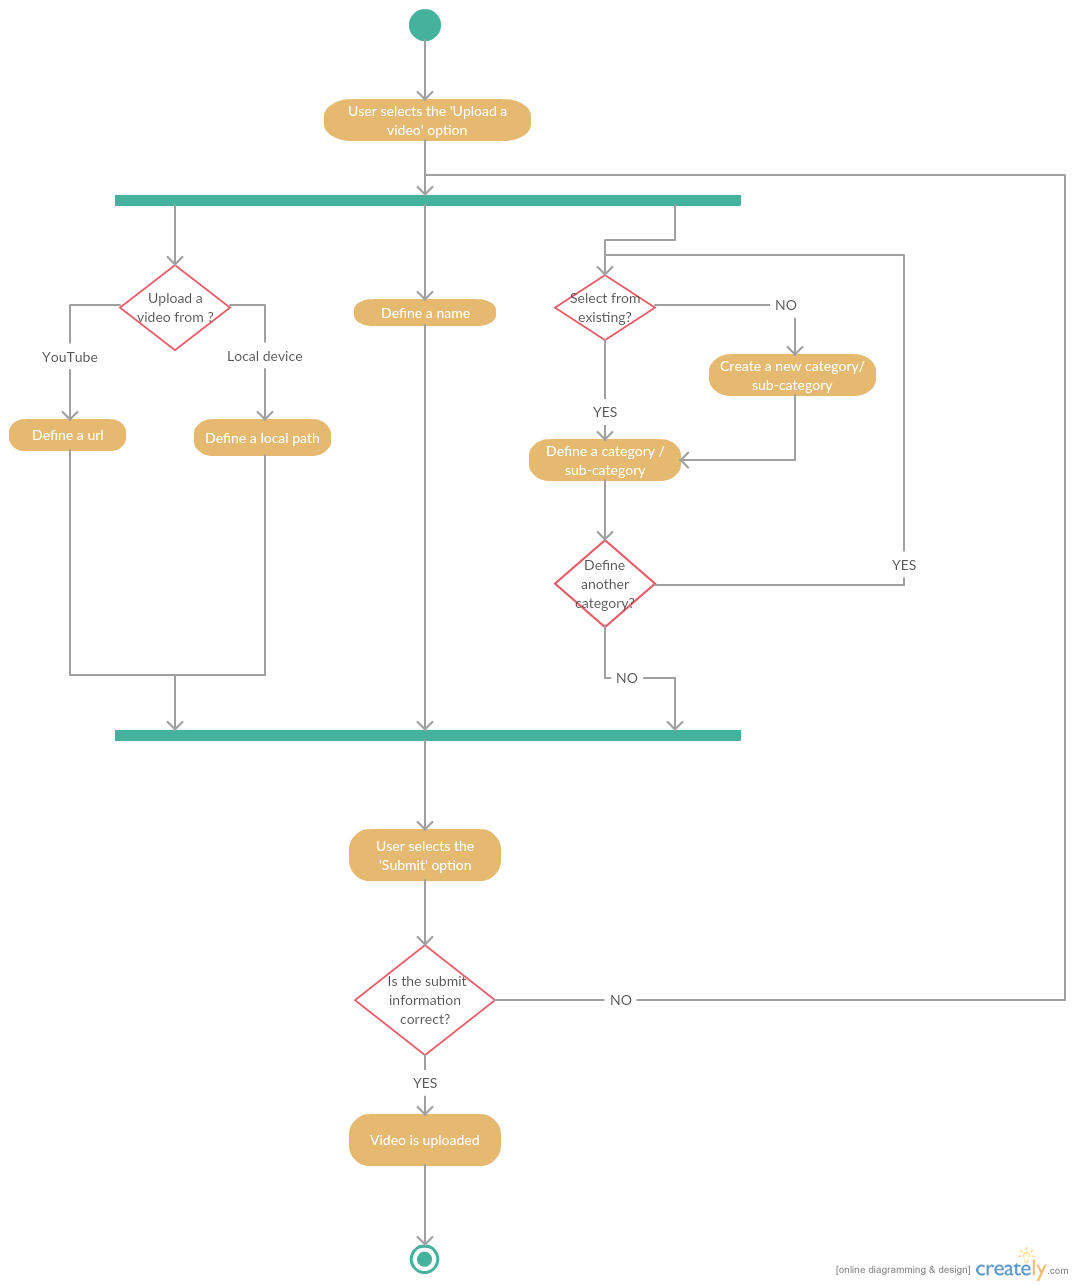 User selects the 'Upload a
video' option
Upload a
video from ?
YouTube
Local device
Define a url
Define a local path
Define a name
Select from
existing?
NO
Create a new category/
sub-category
YES
Define a category /
sub-category
Define
another
category?
YES
NO
User selects the
'Submit' option
Is the submit
information
correct?
NO
YES
Video is uploaded
[online diagramming & design] creately.com